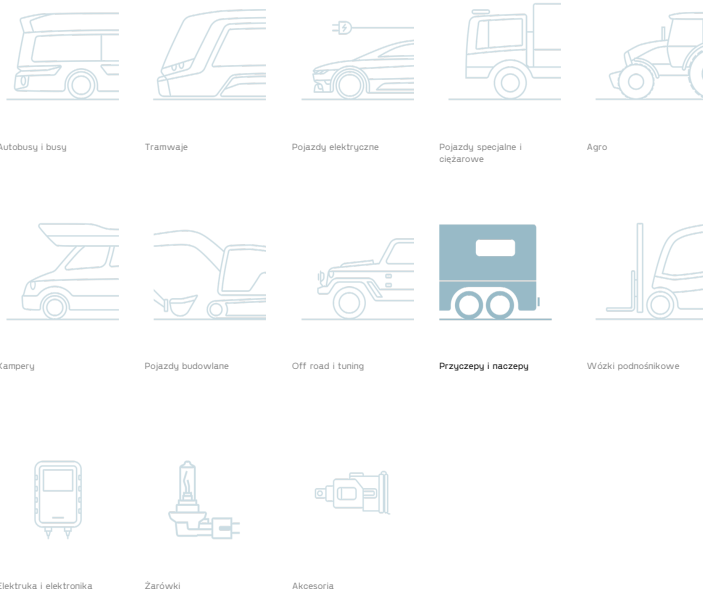 Autobusy i busy
Tramwaje
Pojazdy elektryczne
Pojazdy specjalne i
ciężarowe
Agro
Kampery
Pojazdy budowlane
Off road i tuning
Przyczepy i naczepy
Wózki podnośnikowe
Elektryka i elektronika
Żarówki
Akcesoria